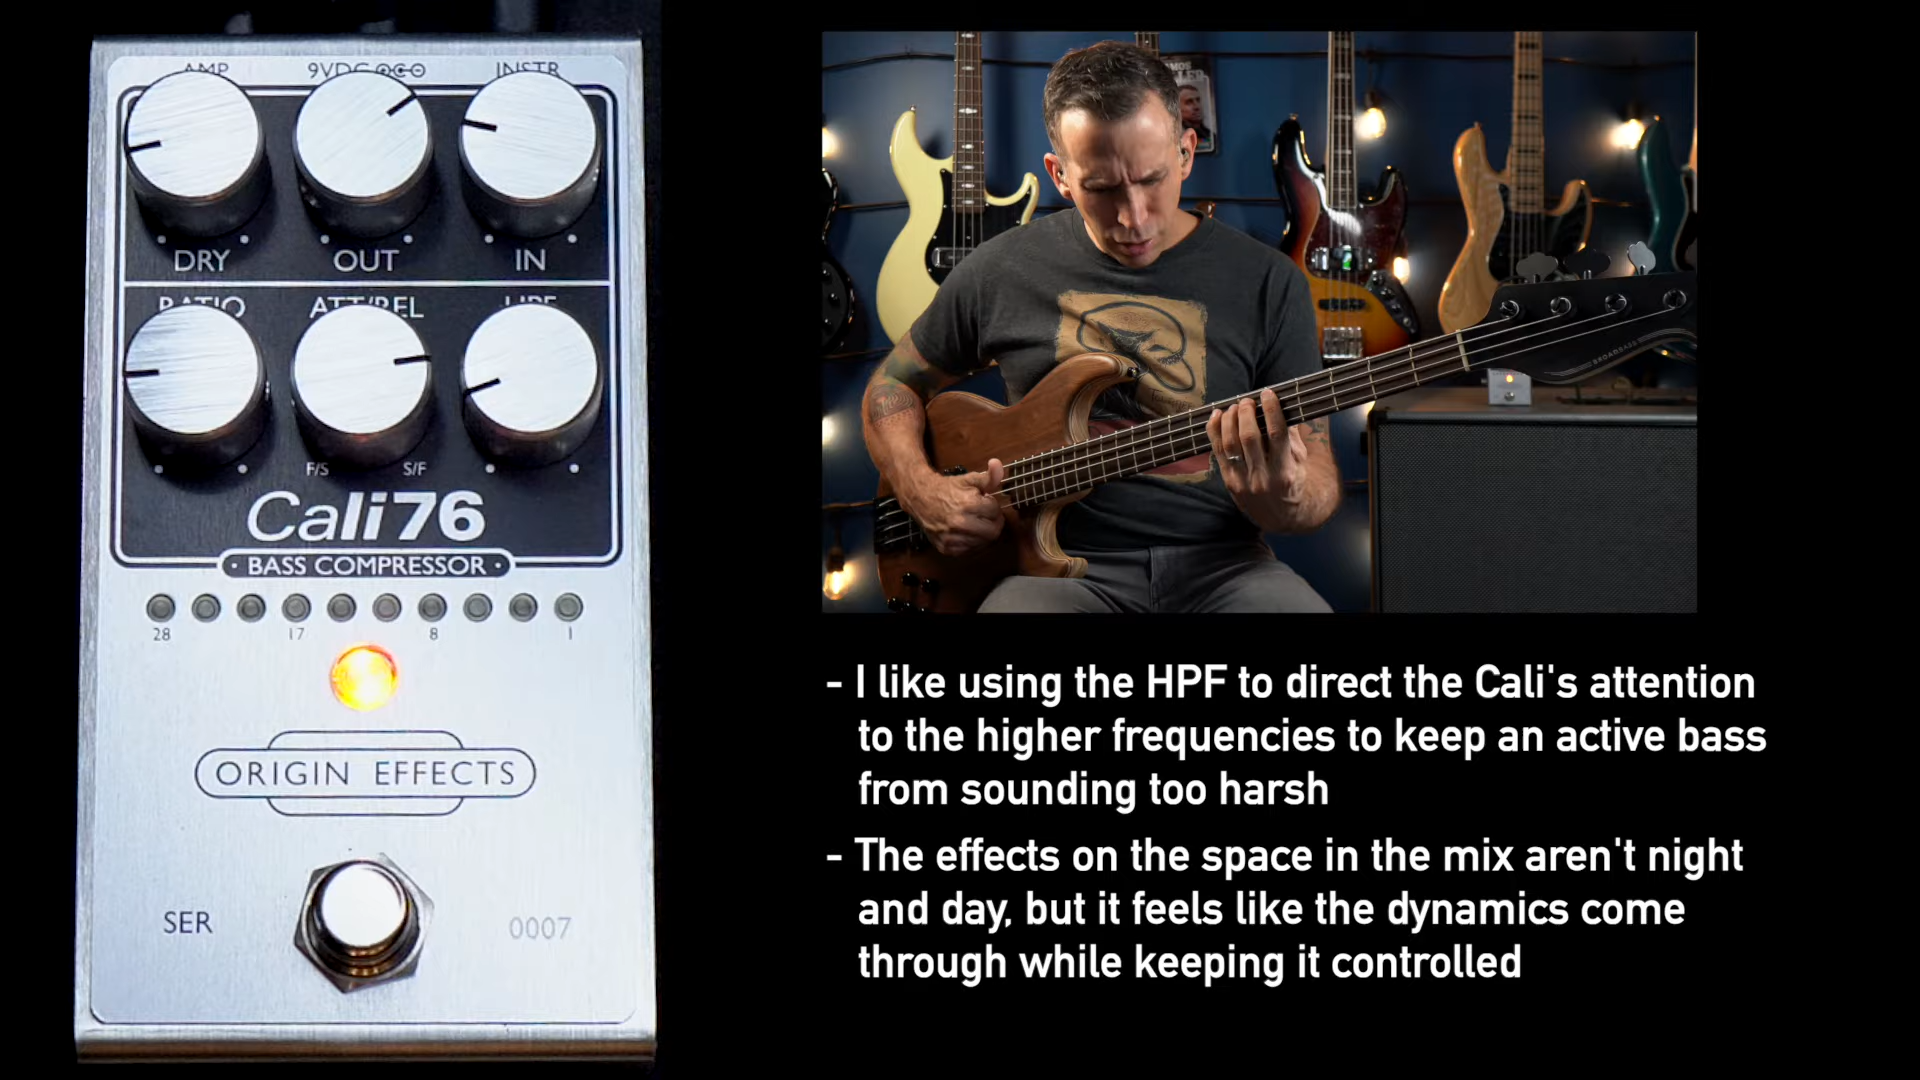 AMP 9VDC INSTR
DRY OUT IN
RATIO ATT/REL HPF
F/S S/F
Cali76
• BASS COMPRESSOR •
28 17 8 1
ORIGIN EFFECTS
SER 0007
BROADBASS
- I like using the HPF to direct the Cali's attention
to the higher frequencies to keep an active bass
from sounding too harsh
- The effects on the space in the mix aren't night
and day, but it feels like the dynamics come
through while keeping it controlled